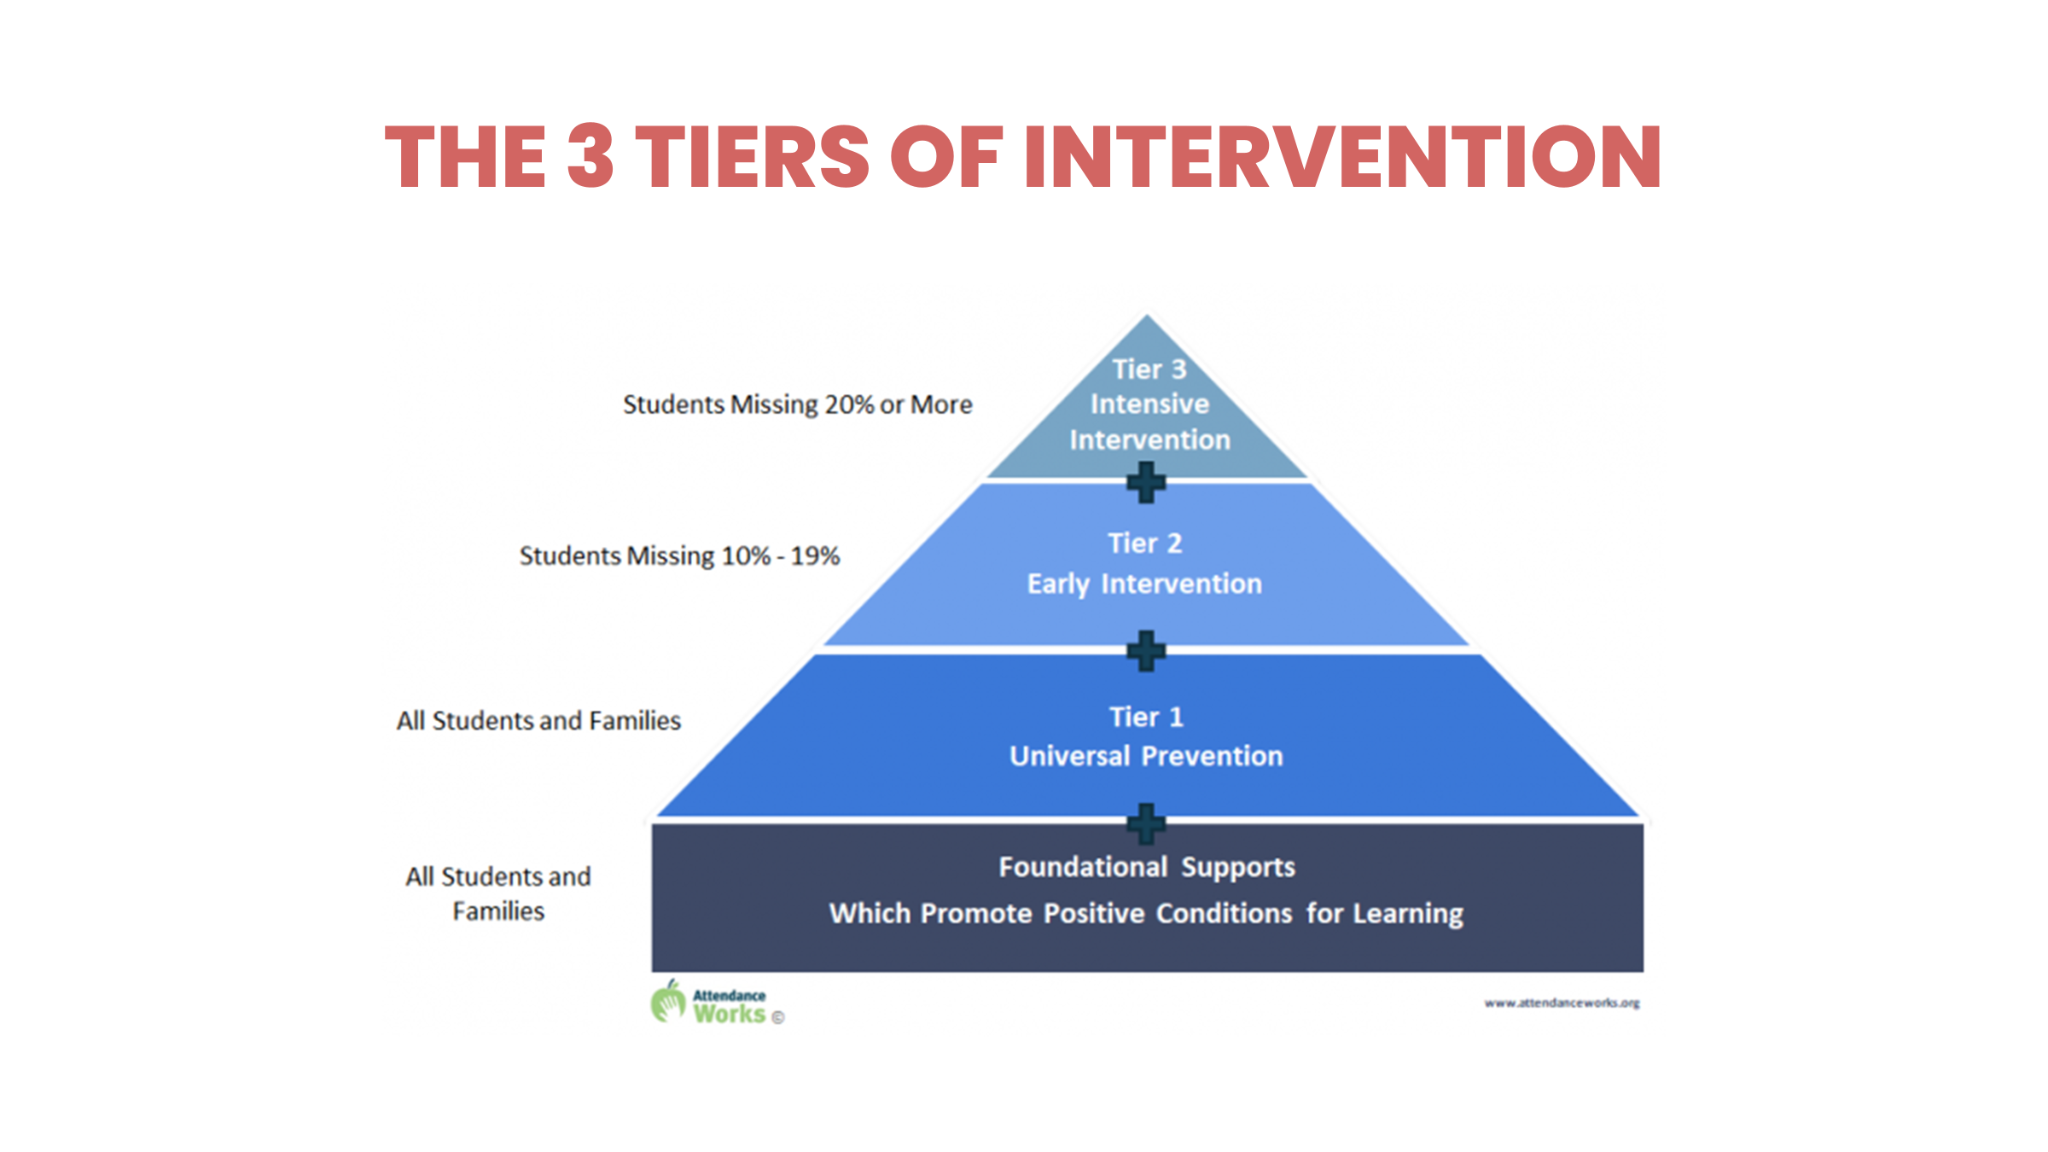 THE 3 TIERS OF INTERVENTION
Students Missing 20% or More
Tier 3
Intensive
Intervention
Students Missing 10% - 19%
Tier 2
Early Intervention
All Students and Families
Tier 1
Universal Prevention
All Students and
Families
Foundational Supports
Which Promote Positive Conditions for Learning
Attendance
Works ©
www.attendanceworks.org